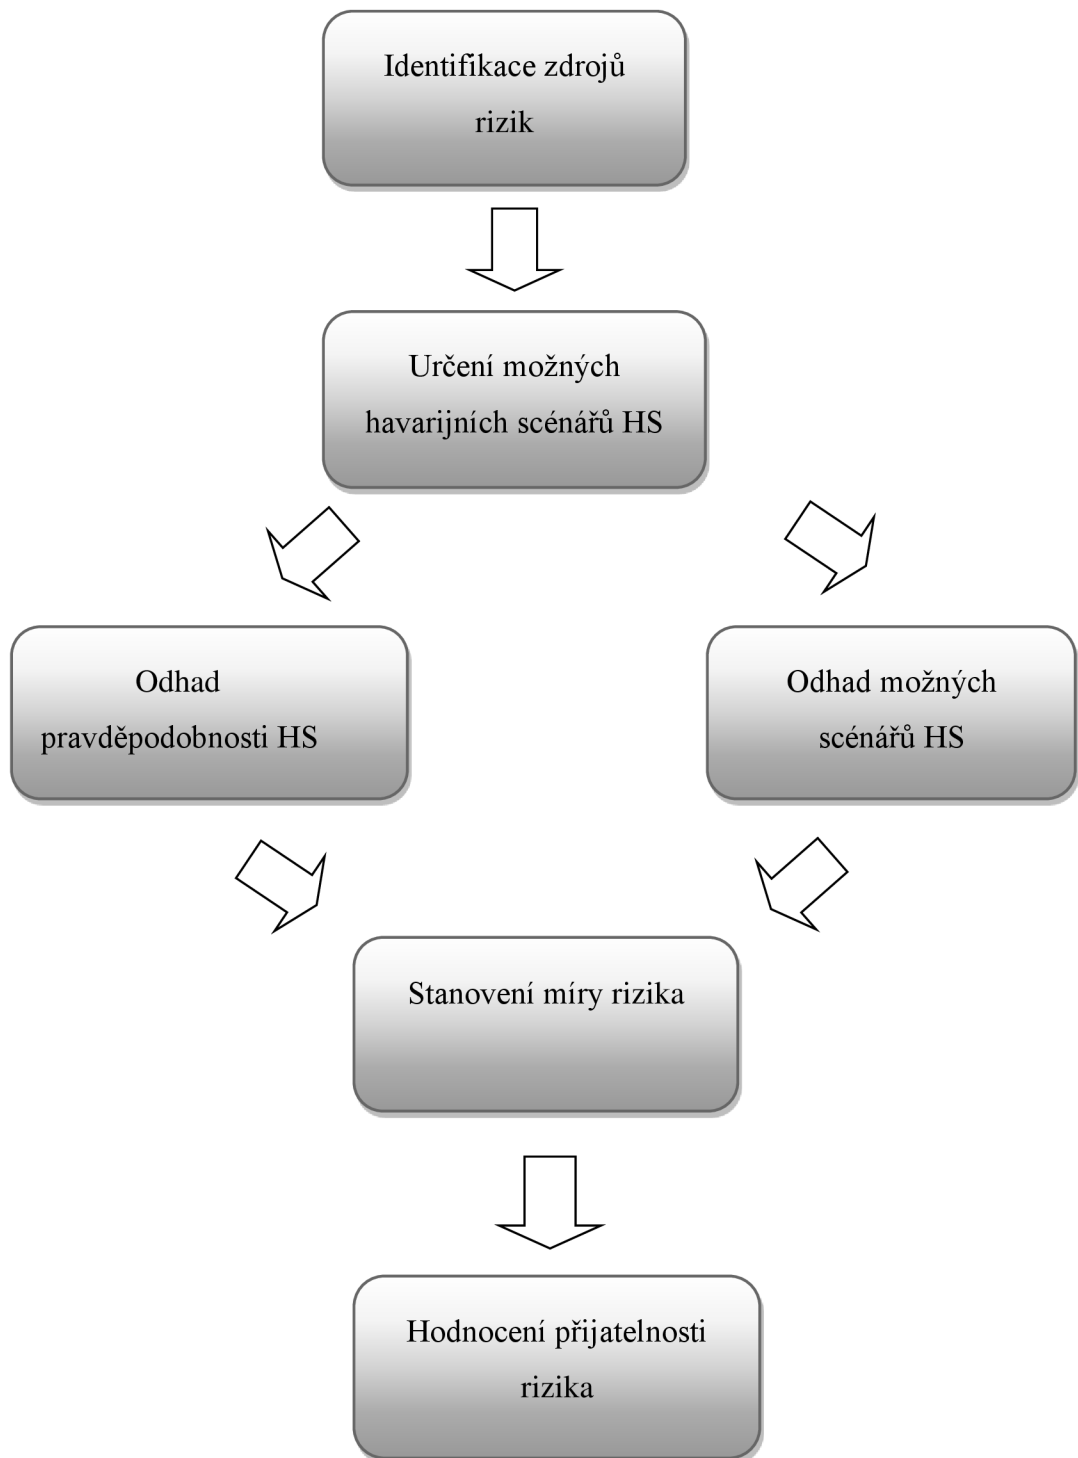 Identifikace zdrojů
rizik
Určení možných
havarijních scénářů HS
Odhad
pravděpodobnosti HS
Odhad možných
scénářů HS
Stanovení míry rizika
Hodnocení přijatelnosti
rizika